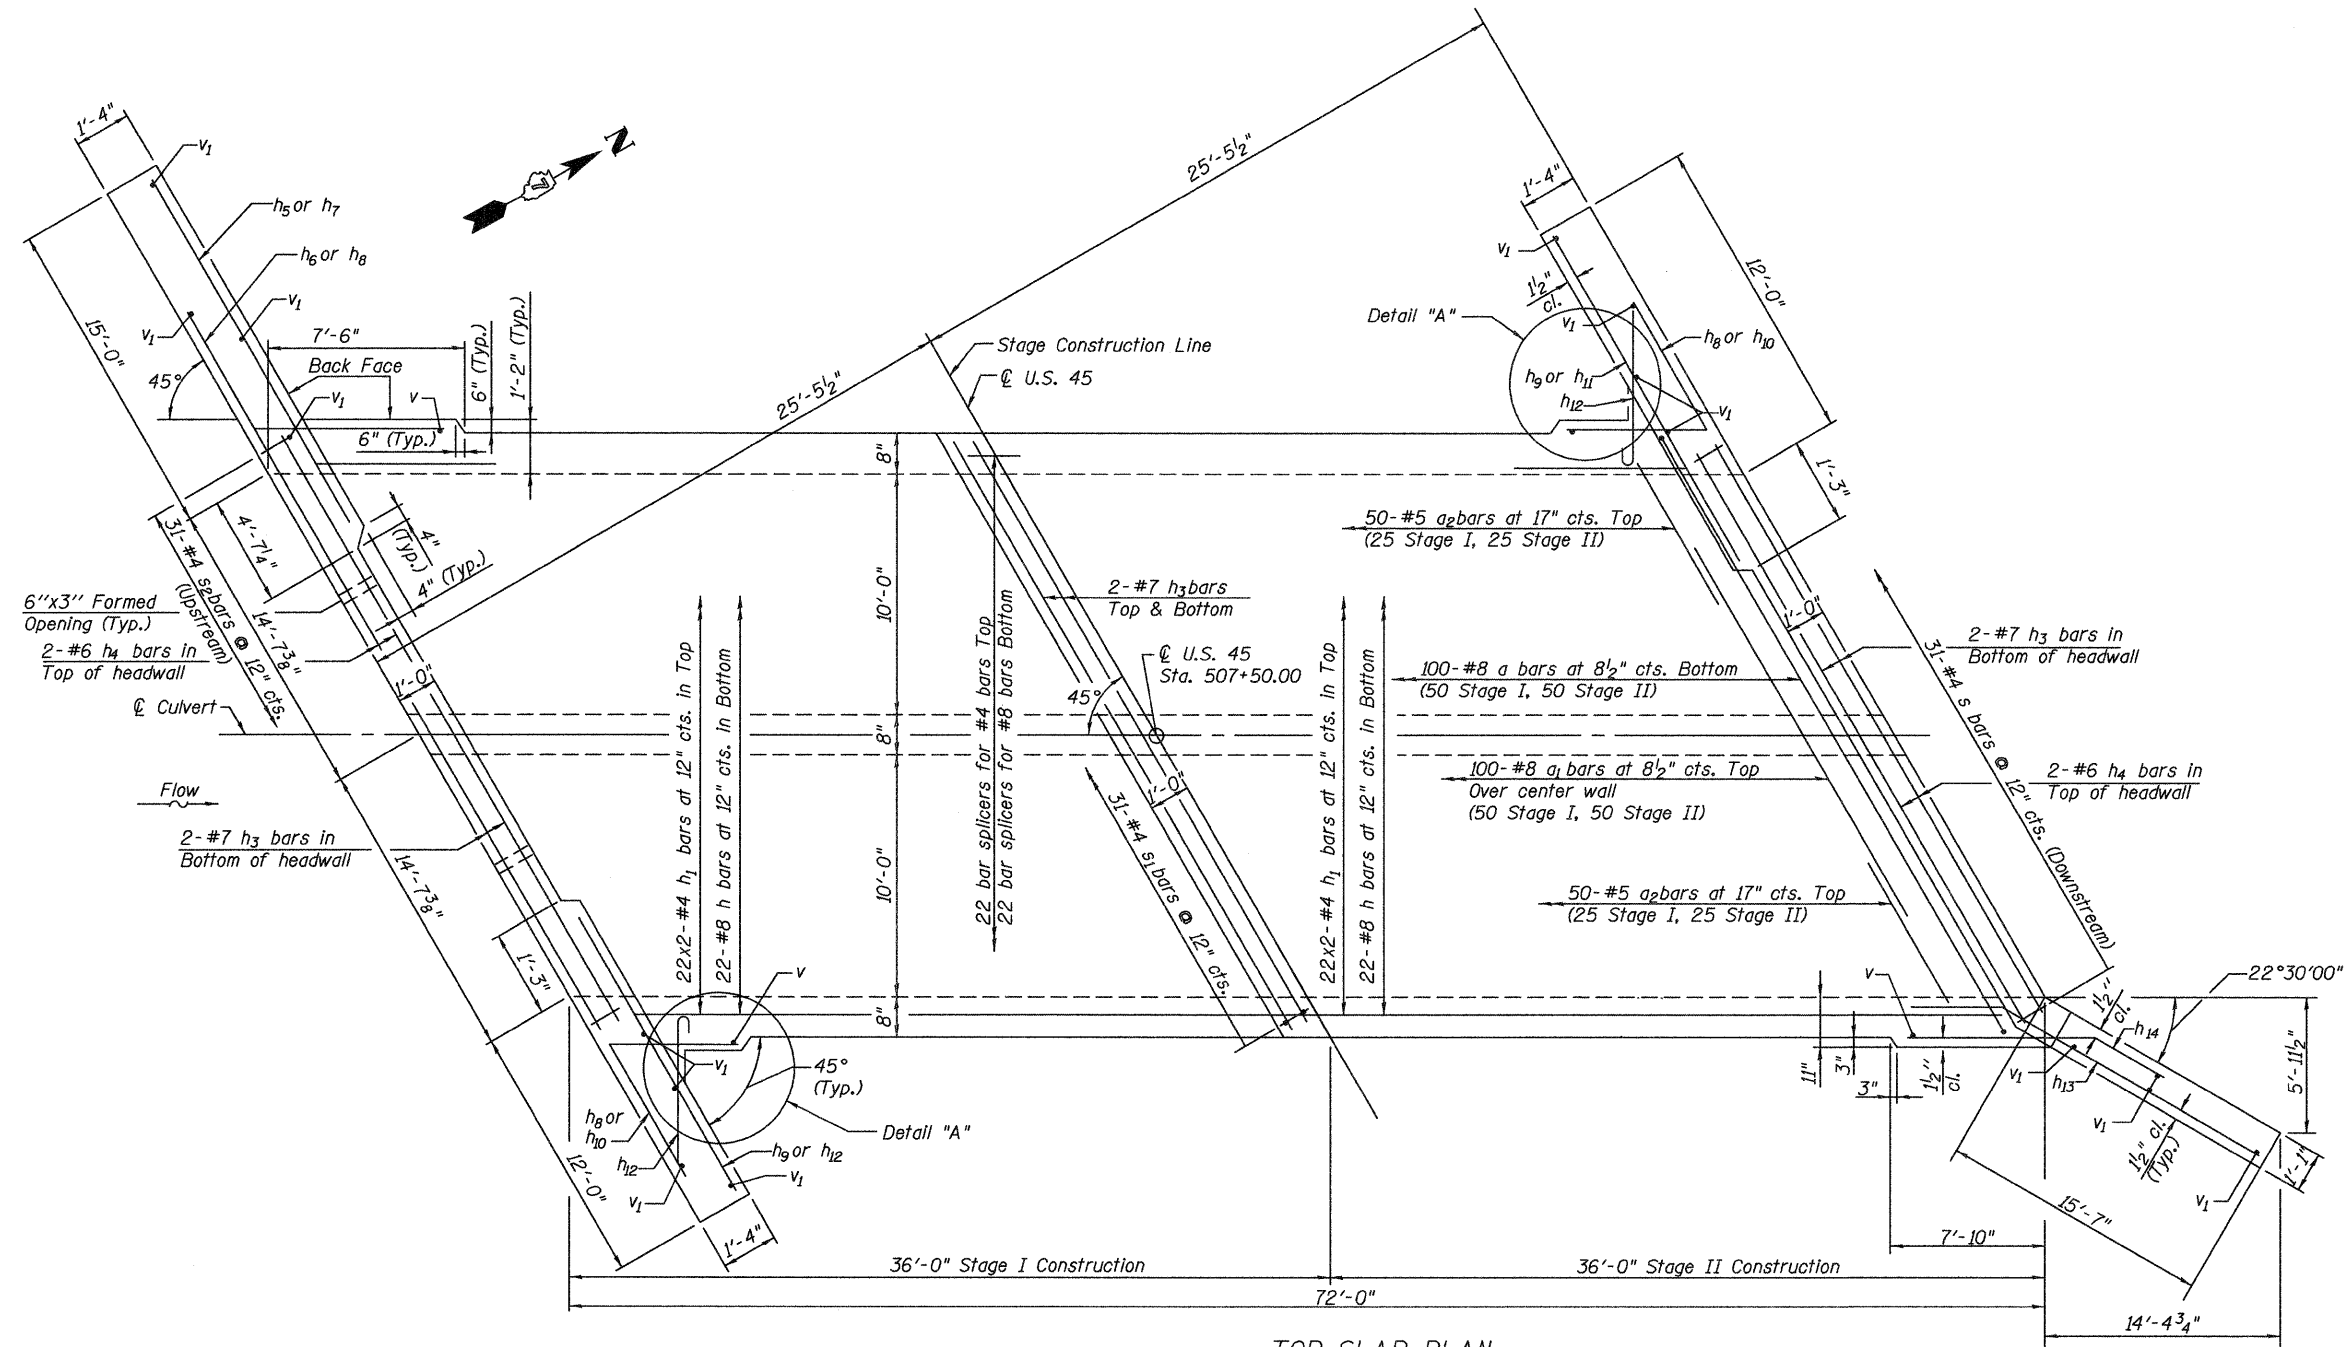 1'-4"
v1
h5 or h7
h6 or h8
v1
v1
15'-0"
45°
7'-6"
Back Face
v1
v
6" (Typ.)
6" (Typ.)
1'-2" (Typ.)
N
25'-5½"
25'-5½"
Stage Construction Line
℄ U.S. 45
1'-4"
v1
1½" cl.
Detail "A"
v1
h9 or h11
h12
h8 or h10
v1
12'-0"
1'-3"
4'-7¼"
4" (Typ.)
4" (Typ.)
31-#4 s2 bars @ 12" cts.
(Upstream)
14'-7⅜"
6"x3" Formed
Opening (Typ.)
2-#6 h4 bars in
Top of headwall
1'-0"
℄ Culvert
Flow
2-#7 h3 bars in
Bottom of headwall
14'-7⅜"
1'-3"
12'-0"
8"
10'-0"
8"
10'-0"
8"
22x2-#4 h1 bars at 12" cts. in Top
22-#8 h bars at 12" cts. in Bottom
22 bar splicers for #4 bars Top
22 bar splicers for #8 bars Bottom
2-#7 h3 bars
Top & Bottom
℄ U.S. 45
Sta. 507+50.00
45°
1'-0"
31-#4 s1 bars @ 12" cts.
22x2-#4 h1 bars at 12" cts. in Top
22-#8 h bars at 12" cts. in Bottom
50-#5 a2 bars at 17" cts. Top
(25 Stage I, 25 Stage II)
100-#8 a bars at 8½" cts. Bottom
(50 Stage I, 50 Stage II)
100-#8 a1 bars at 8½" cts. Top
Over center wall
(50 Stage I, 50 Stage II)
50-#5 a2 bars at 17" cts. Top
(25 Stage I, 25 Stage II)
1'-0"
2-#7 h3 bars in
Bottom of headwall
31-#4 s bars @ 12" cts. (Downstream)
2-#6 h4 bars in
Top of headwall
v
v1
45°
(Typ.)
Detail "A"
h8 or
h10
h12
v1
h9 or h12
v1
1'-4"
v
11"
3"
3"
1½" cl.
1½" cl.
22°30'00"
h14
v1
h13
v1
1½" cl.
(Typ.)
v1
5'-11½"
1'-1"
15'-7"
7'-10"
36'-0" Stage I Construction
36'-0" Stage II Construction
72'-0"
14'-4¾"
TOP SLAB PLAN